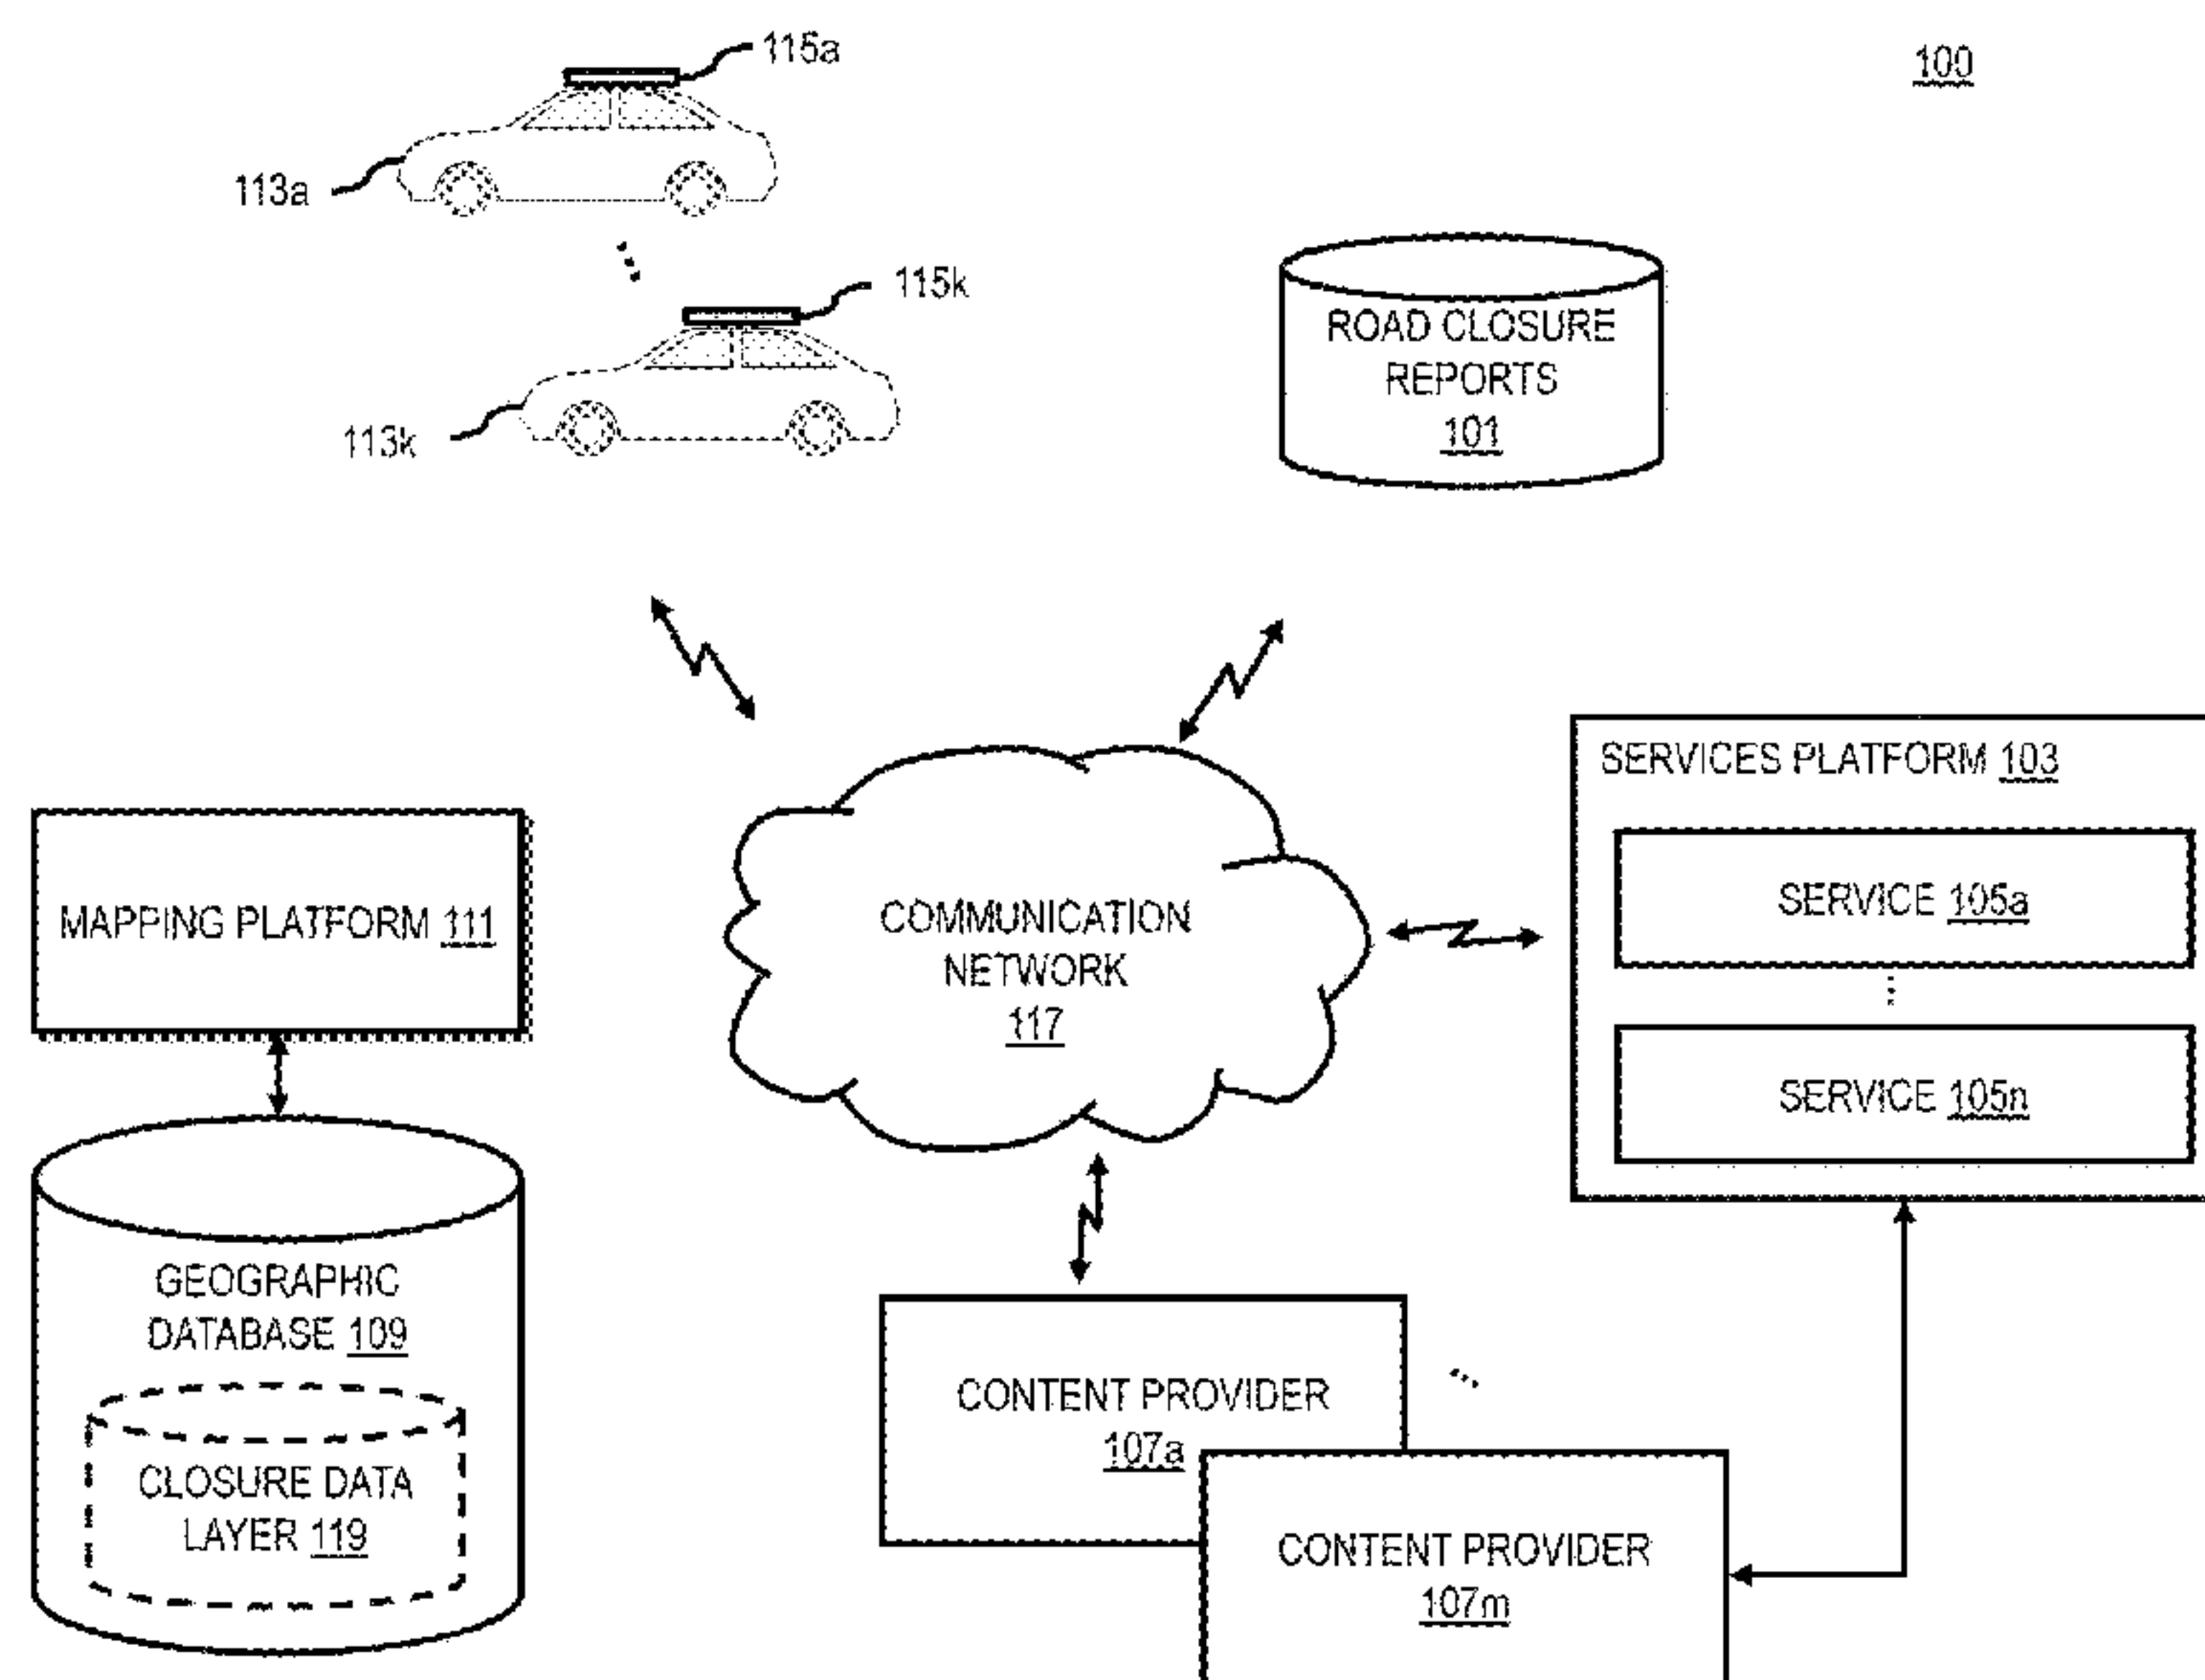 115a
100
113a
115k
113k
ROAD CLOSURE
REPORTS
101
SERVICES PLATFORM 103
SERVICE 105a
SERVICE 105n
MAPPING PLATFORM 111
COMMUNICATION
NETWORK
117
GEOGRAPHIC
DATABASE 109
CLOSURE DATA
LAYER 119
CONTENT PROVIDER
107a
CONTENT PROVIDER
107m